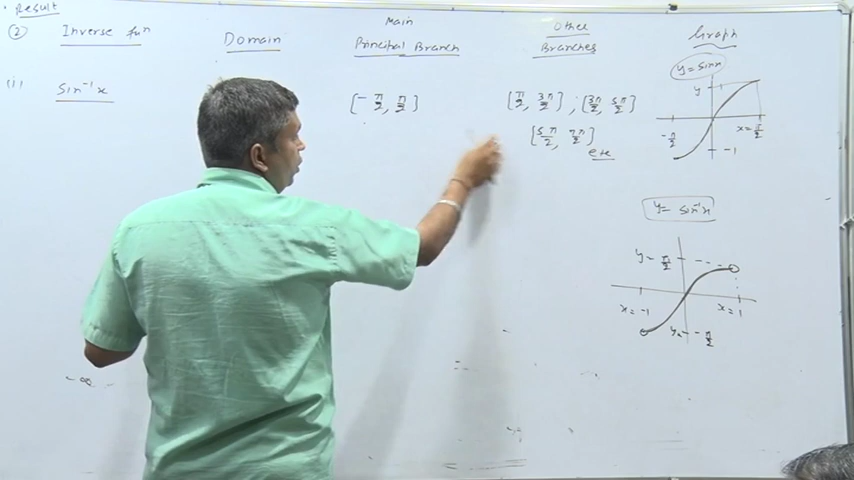 • Result
② Inverse fun Domain Main Principal Branch Other Branches Graph
(i) Sin⁻¹x [-π/2, π/2] [π/2, 3π/2] ; [3π/2, 5π/2]
[5π/2, 7π/2]
etc
y = sinx
y 1
-π/2 x = π/2
-1
y = Sin⁻¹x
y = π/2
x = -1 x = 1
y = -π/2
-∞